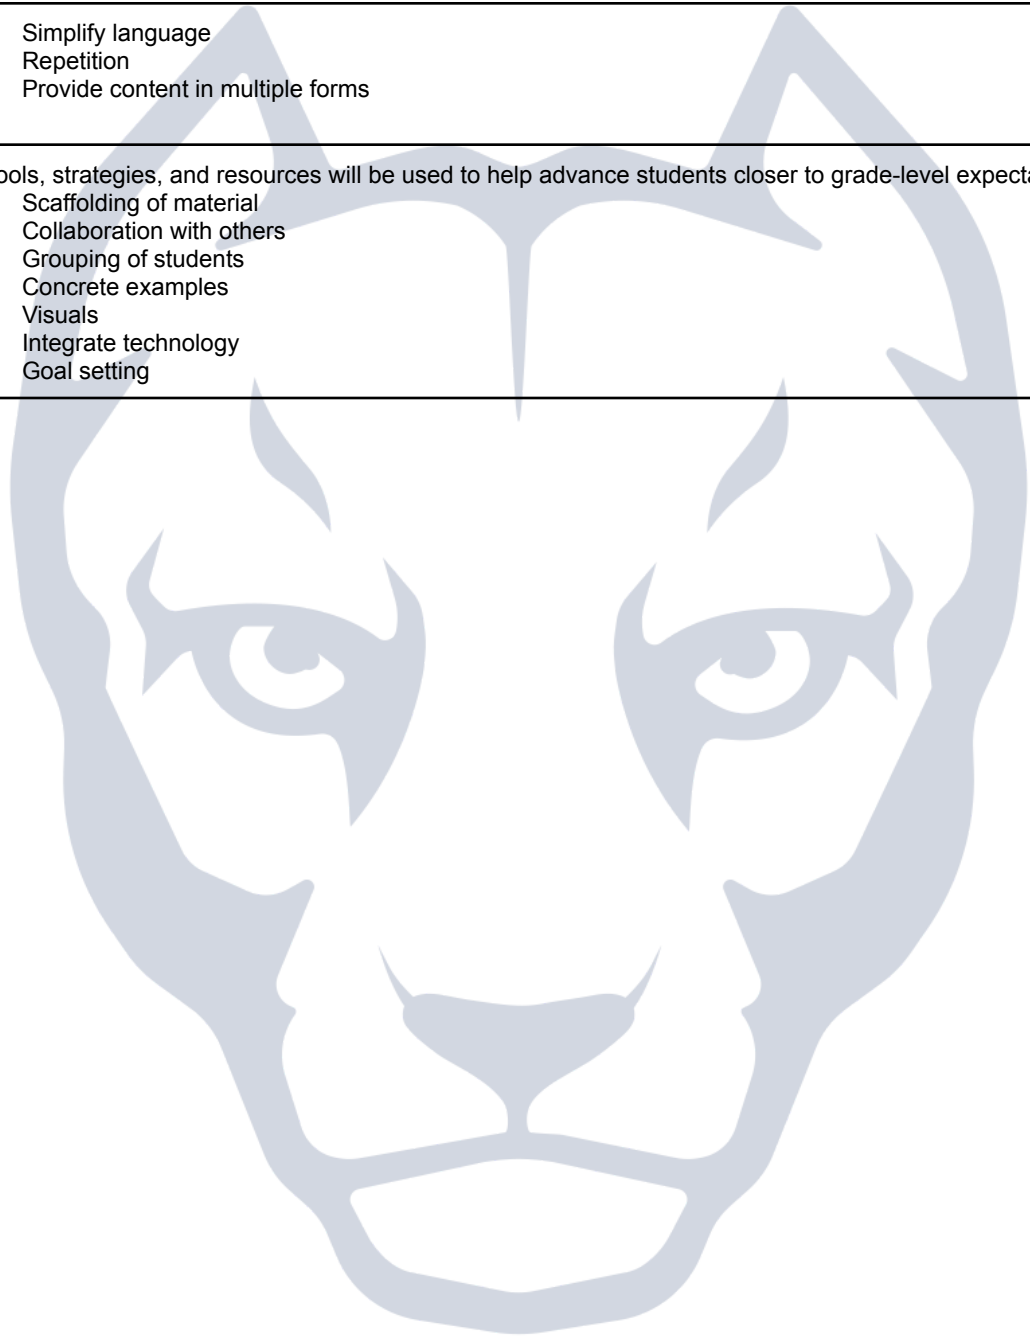 Simplify language
Repetition
Provide content in multiple forms
ools, strategies, and resources will be used to help advance students closer to grade-level expecta
Scaffolding of material
Collaboration with others
Grouping of students
Concrete examples
Visuals
Integrate technology
Goal setting